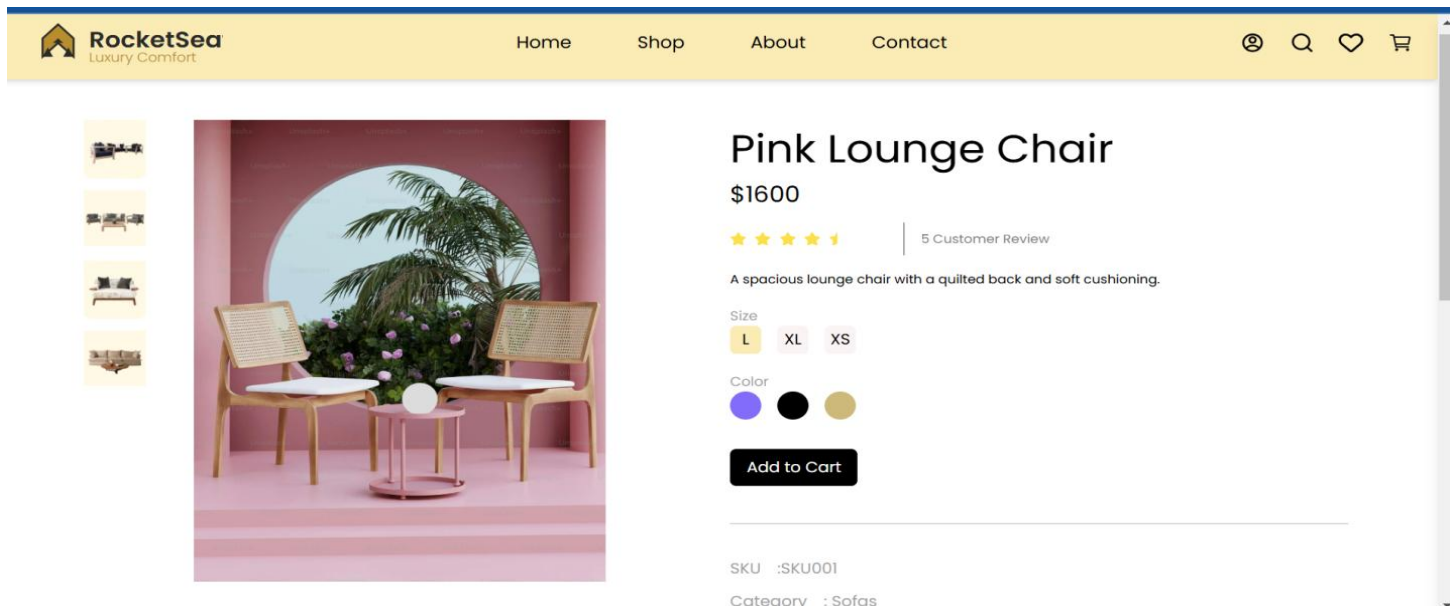 RocketSea
Luxury Comfort
Home Shop About Contact
Pink Lounge Chair
$1600
5 Customer Review
A spacious lounge chair with a quilted back and soft cushioning.
Size
L XL XS
Color
Add to Cart
SKU :SKU001
Category : Sofas